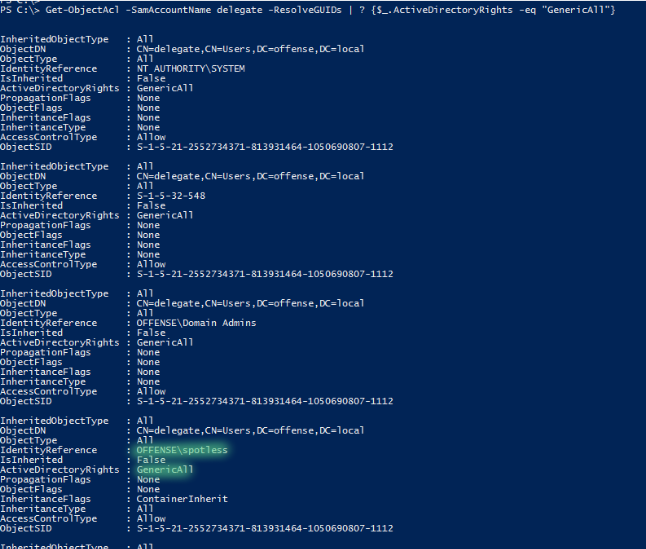 PS C:\>
PS C:\> Get-ObjectAcl -SamAccountName delegate -ResolveGUIDs | ? {$_.ActiveDirectoryRights -eq "GenericAll"}
InheritedObjectType : All
ObjectDN : CN=delegate,CN=Users,DC=offense,DC=local
ObjectType : All
IdentityReference : NT AUTHORITY\SYSTEM
IsInherited : False
ActiveDirectoryRights : GenericAll
PropagationFlags : None
ObjectFlags : None
InheritanceFlags : None
InheritanceType : None
AccessControlType : Allow
ObjectSID : S-1-5-21-2552734371-813931464-1050690807-1112
InheritedObjectType : All
ObjectDN : CN=delegate,CN=Users,DC=offense,DC=local
ObjectType : All
IdentityReference : S-1-5-32-548
IsInherited : False
ActiveDirectoryRights : GenericAll
PropagationFlags : None
ObjectFlags : None
InheritanceFlags : None
InheritanceType : None
AccessControlType : Allow
ObjectSID : S-1-5-21-2552734371-813931464-1050690807-1112
InheritedObjectType : All
ObjectDN : CN=delegate,CN=Users,DC=offense,DC=local
ObjectType : All
IdentityReference : OFFENSE\Domain Admins
IsInherited : False
ActiveDirectoryRights : GenericAll
PropagationFlags : None
ObjectFlags : None
InheritanceFlags : None
InheritanceType : None
AccessControlType : Allow
ObjectSID : S-1-5-21-2552734371-813931464-1050690807-1112
InheritedObjectType : All
ObjectDN : CN=delegate,CN=Users,DC=offense,DC=local
ObjectType : All
IdentityReference : OFFENSE\spotless
IsInherited : False
ActiveDirectoryRights : GenericAll
PropagationFlags : None
ObjectFlags : None
InheritanceFlags : ContainerInherit
InheritanceType : All
AccessControlType : Allow
ObjectSID : S-1-5-21-2552734371-813931464-1050690807-1112
InheritedObjectType : All